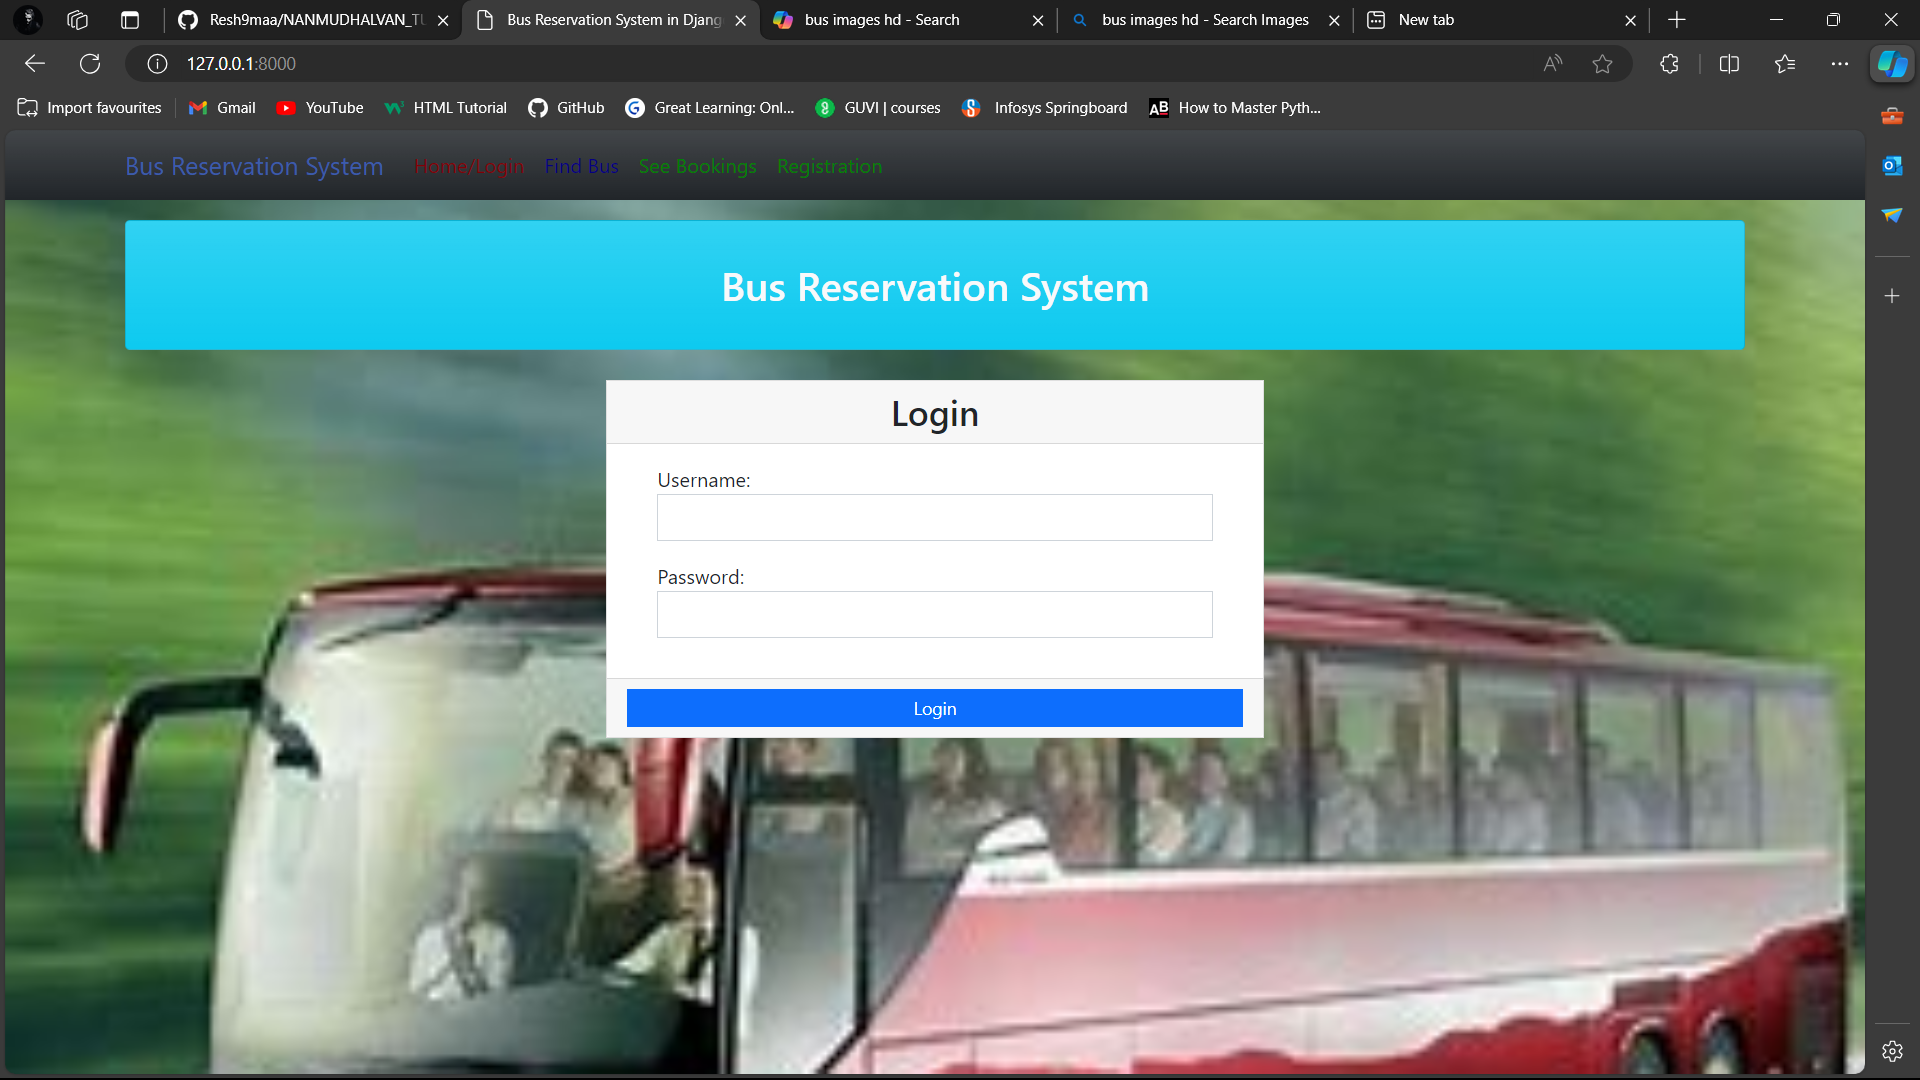 Resh9maa/NANMUDHALVAN_TU
Bus Reservation System in Djang
bus images hd - Search
bus images hd - Search Images
New tab
127.0.0.1:8000
Import favourites
Gmail
YouTube
HTML Tutorial
GitHub
Great Learning: Onl...
GUVI | courses
Infosys Springboard
How to Master Pyth...
Bus Reservation System
Home/Login
Find Bus
See Bookings
Registration
Bus Reservation System
Login
Username:
Password:
Login